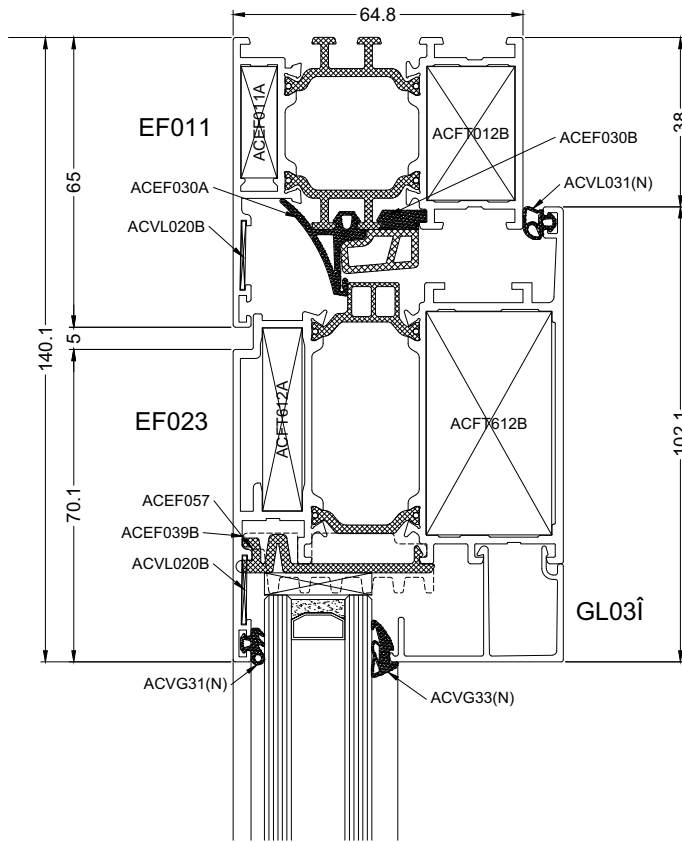 64.8
EF011
ACEF011A
ACFT012B
ACEF030B
38
ACEF030A
ACVL031(N)
65
ACVL020B
5
140.1
EF023
ACFT612A
ACFT612B
102.1
ACEF057
70.1
ACEF039B
ACVL020B
GL03Î
ACVG31(N)
ACVG33(N)